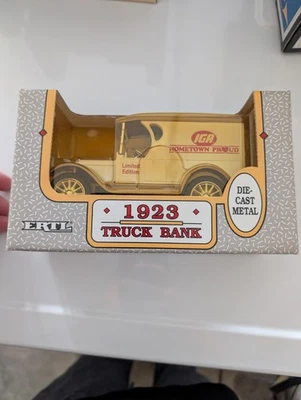 IGA
HOMETOWN PROUD
Limited
Edition
DIE-
CAST
METAL
1923
TRUCK BANK
ERTL